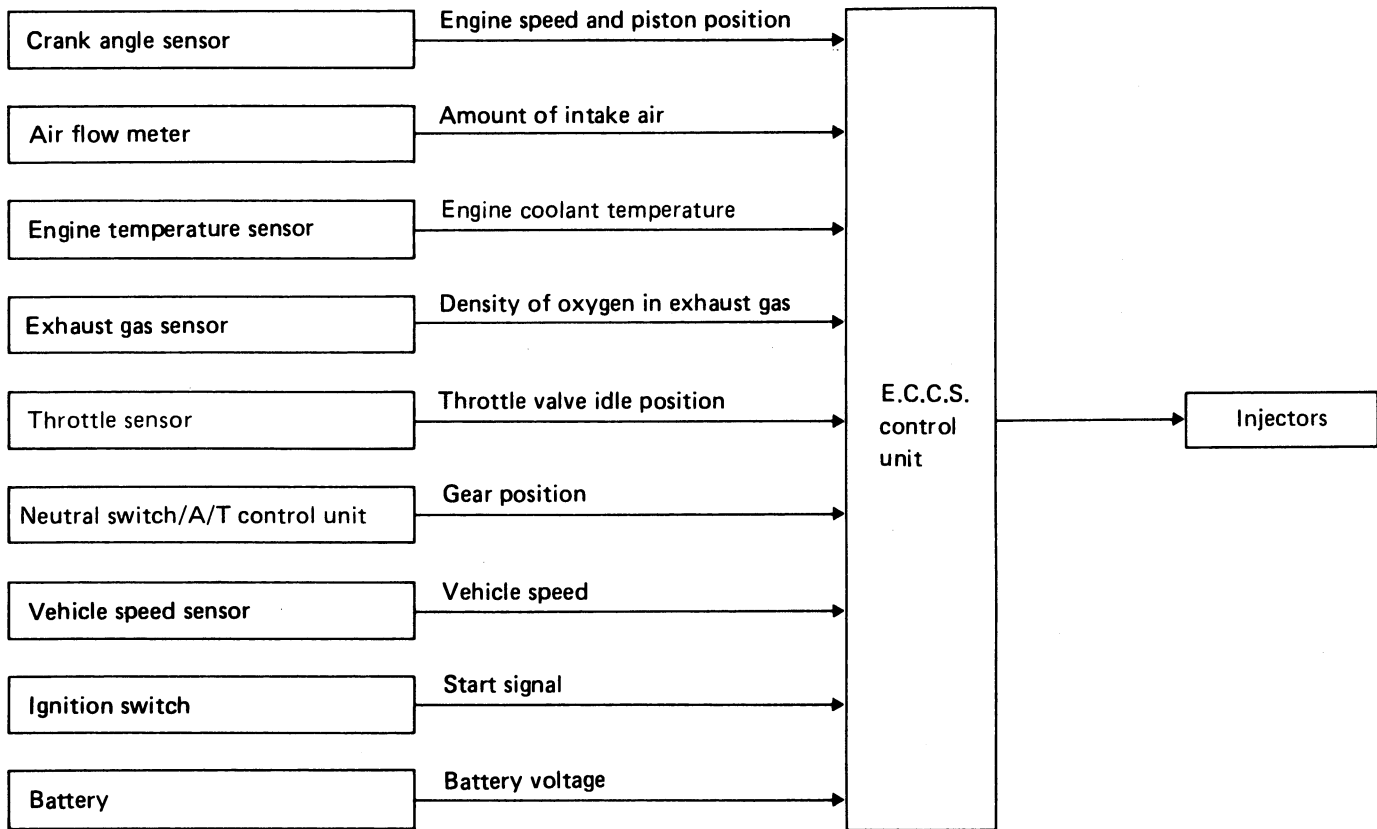 Crank angle sensor
Engine speed and piston position
Air flow meter
Amount of intake air
Engine temperature sensor
Engine coolant temperature
Exhaust gas sensor
Density of oxygen in exhaust gas
Throttle sensor
Throttle valve idle position
Neutral switch/A/T control unit
Gear position
Vehicle speed sensor
Vehicle speed
Ignition switch
Start signal
Battery
Battery voltage
E.C.C.S.
control
unit
Injectors